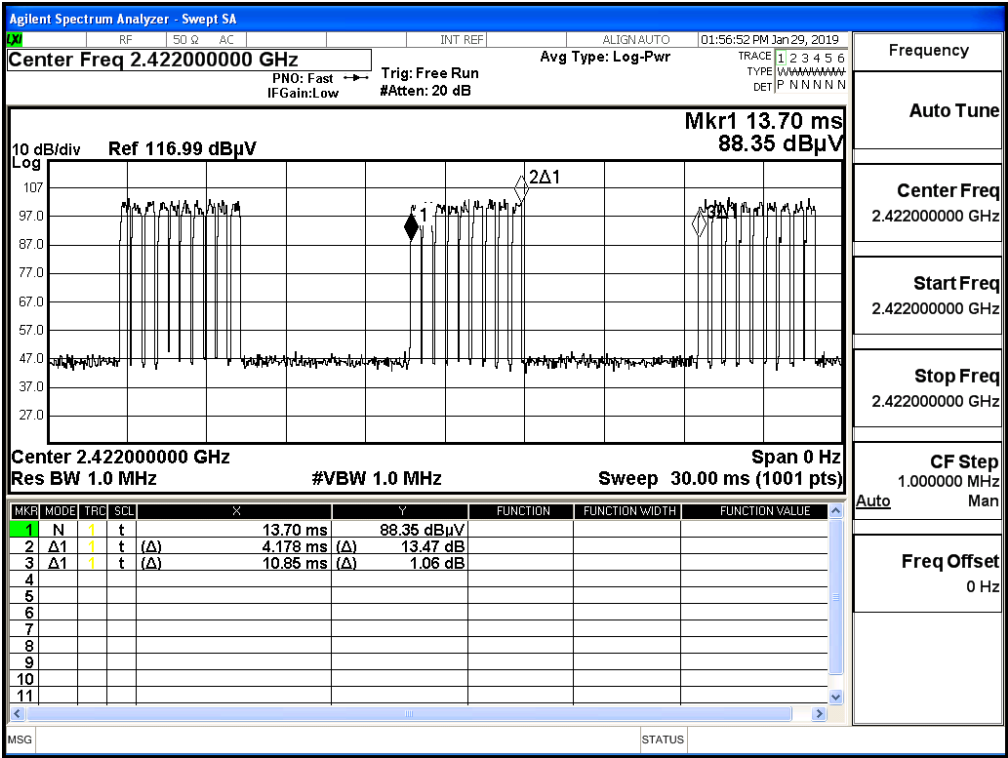 Agilent Spectrum Analyzer - Swept SA
LXI RF 50 Ω AC INT REF ALIGN AUTO 01:56:52 PM Jan 29, 2019
Center Freq 2.422000000 GHz
PNO: Fast
IFGain:Low
Trig: Free Run
#Atten: 20 dB
Avg Type: Log-Pwr
TRACE 1 2 3 4 5 6
TYPE
DET P N N N N N
Mkr1 13.70 ms
88.35 dBµV
10 dB/div Ref 116.99 dBµV
Log
107
97.0
87.0
77.0
67.0
57.0
47.0
37.0
27.0
1
2Δ1
3Δ1
Center 2.422000000 GHz Span 0 Hz
Res BW 1.0 MHz #VBW 1.0 MHz Sweep 30.00 ms (1001 pts)
MKR MODE TRC SCL X Y FUNCTION FUNCTION WIDTH FUNCTION VALUE
1 N 1 t 13.70 ms 88.35 dBµV
2 Δ1 1 t (Δ) 4.178 ms (Δ) 13.47 dB
3 Δ1 1 t (Δ) 10.85 ms (Δ) 1.06 dB
4
5
6
7
8
9
10
11
MSG STATUS
Frequency
Auto Tune
Center Freq
2.422000000 GHz
Start Freq
2.422000000 GHz
Stop Freq
2.422000000 GHz
CF Step
1.000000 MHz
Auto Man
Freq Offset
0 Hz